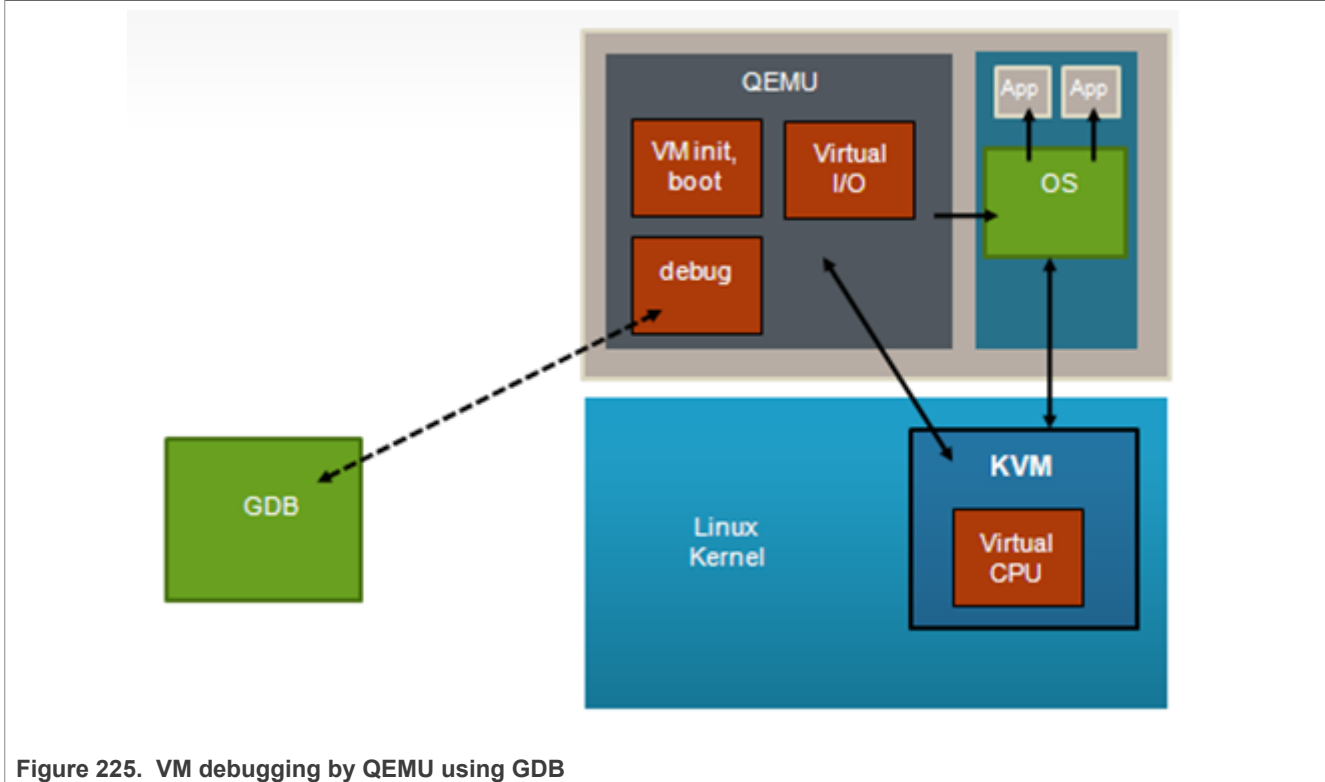 QEMU
VM init,
boot
Virtual
I/O
debug
App
App
OS
GDB
Linux
Kernel
KVM
Virtual
CPU
Figure 225. VM debugging by QEMU using GDB